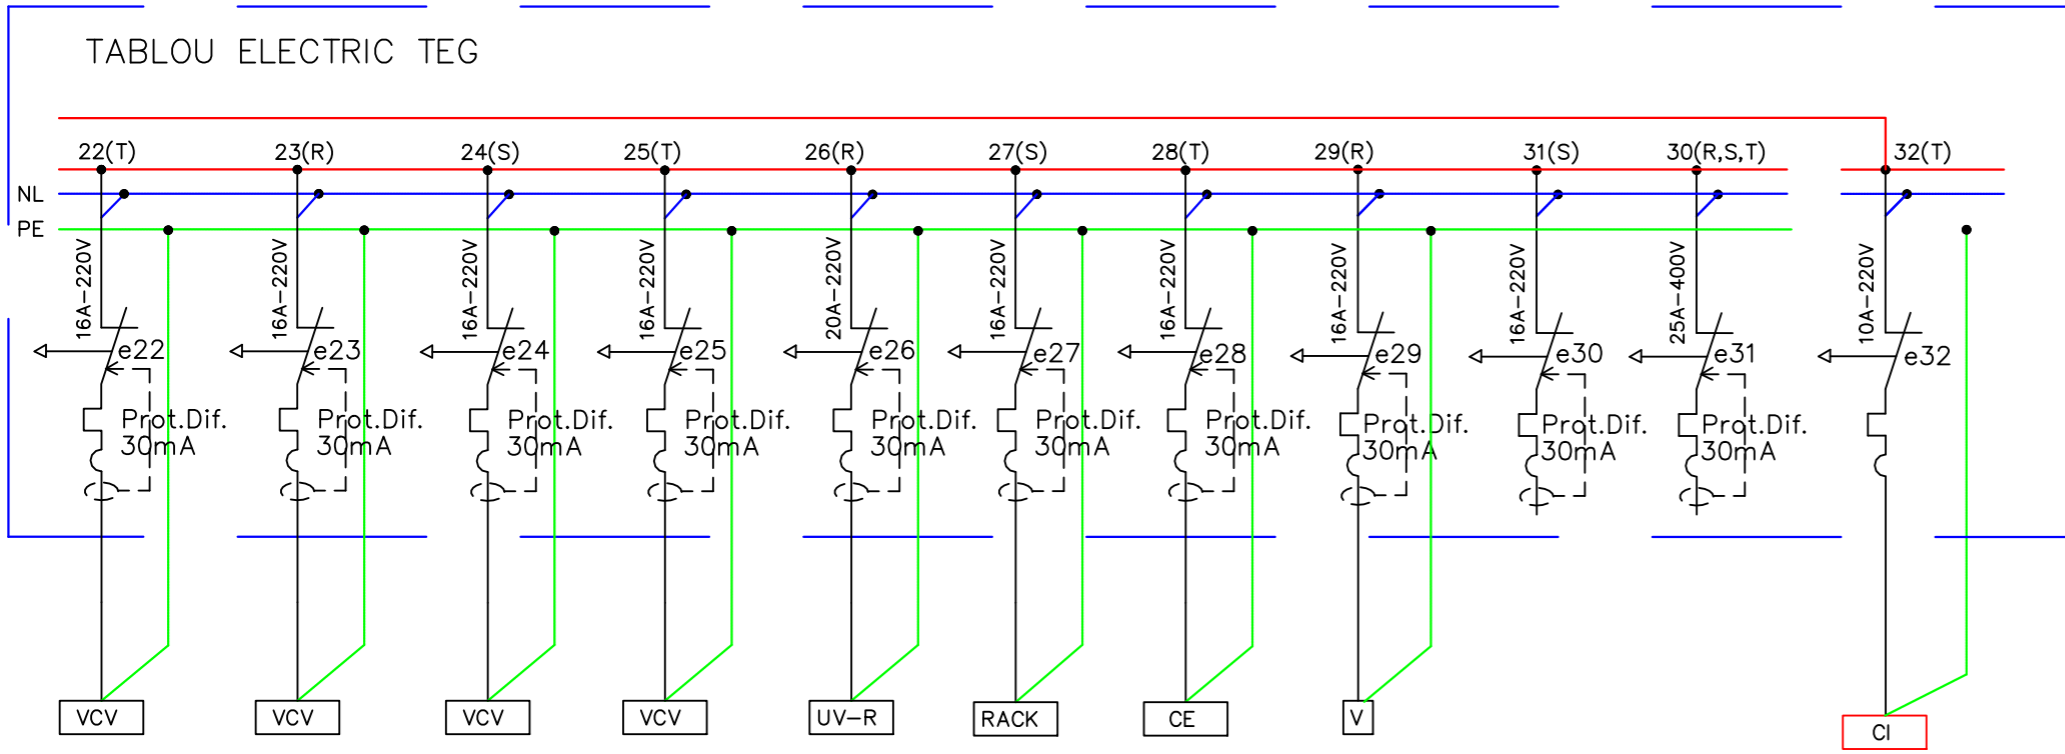 TABLOU ELECTRIC TEG
22(T) 23(R) 24(S) 25(T) 26(R) 27(S) 28(T) 29(R) 31(S) 30(R,S,T) 32(T)
NL
PE
16A-220V 16A-220V 16A-220V 16A-220V 20A-220V 16A-220V 16A-220V 16A-220V 16A-220V 25A-400V 10A-220V
e22 e23 e24 e25 e26 e27 e28 e29 e30 e31 e32
Prot.Dif. Prot.Dif. Prot.Dif. Prot.Dif. Prot.Dif. Prot.Dif. Prot.Dif. Prot.Dif. Prot.Dif. Prot.Dif.
30mA 30mA 30mA 30mA 30mA 30mA 30mA 30mA 30mA 30mA
VCV VCV VCV VCV UV-R RACK CE V CI